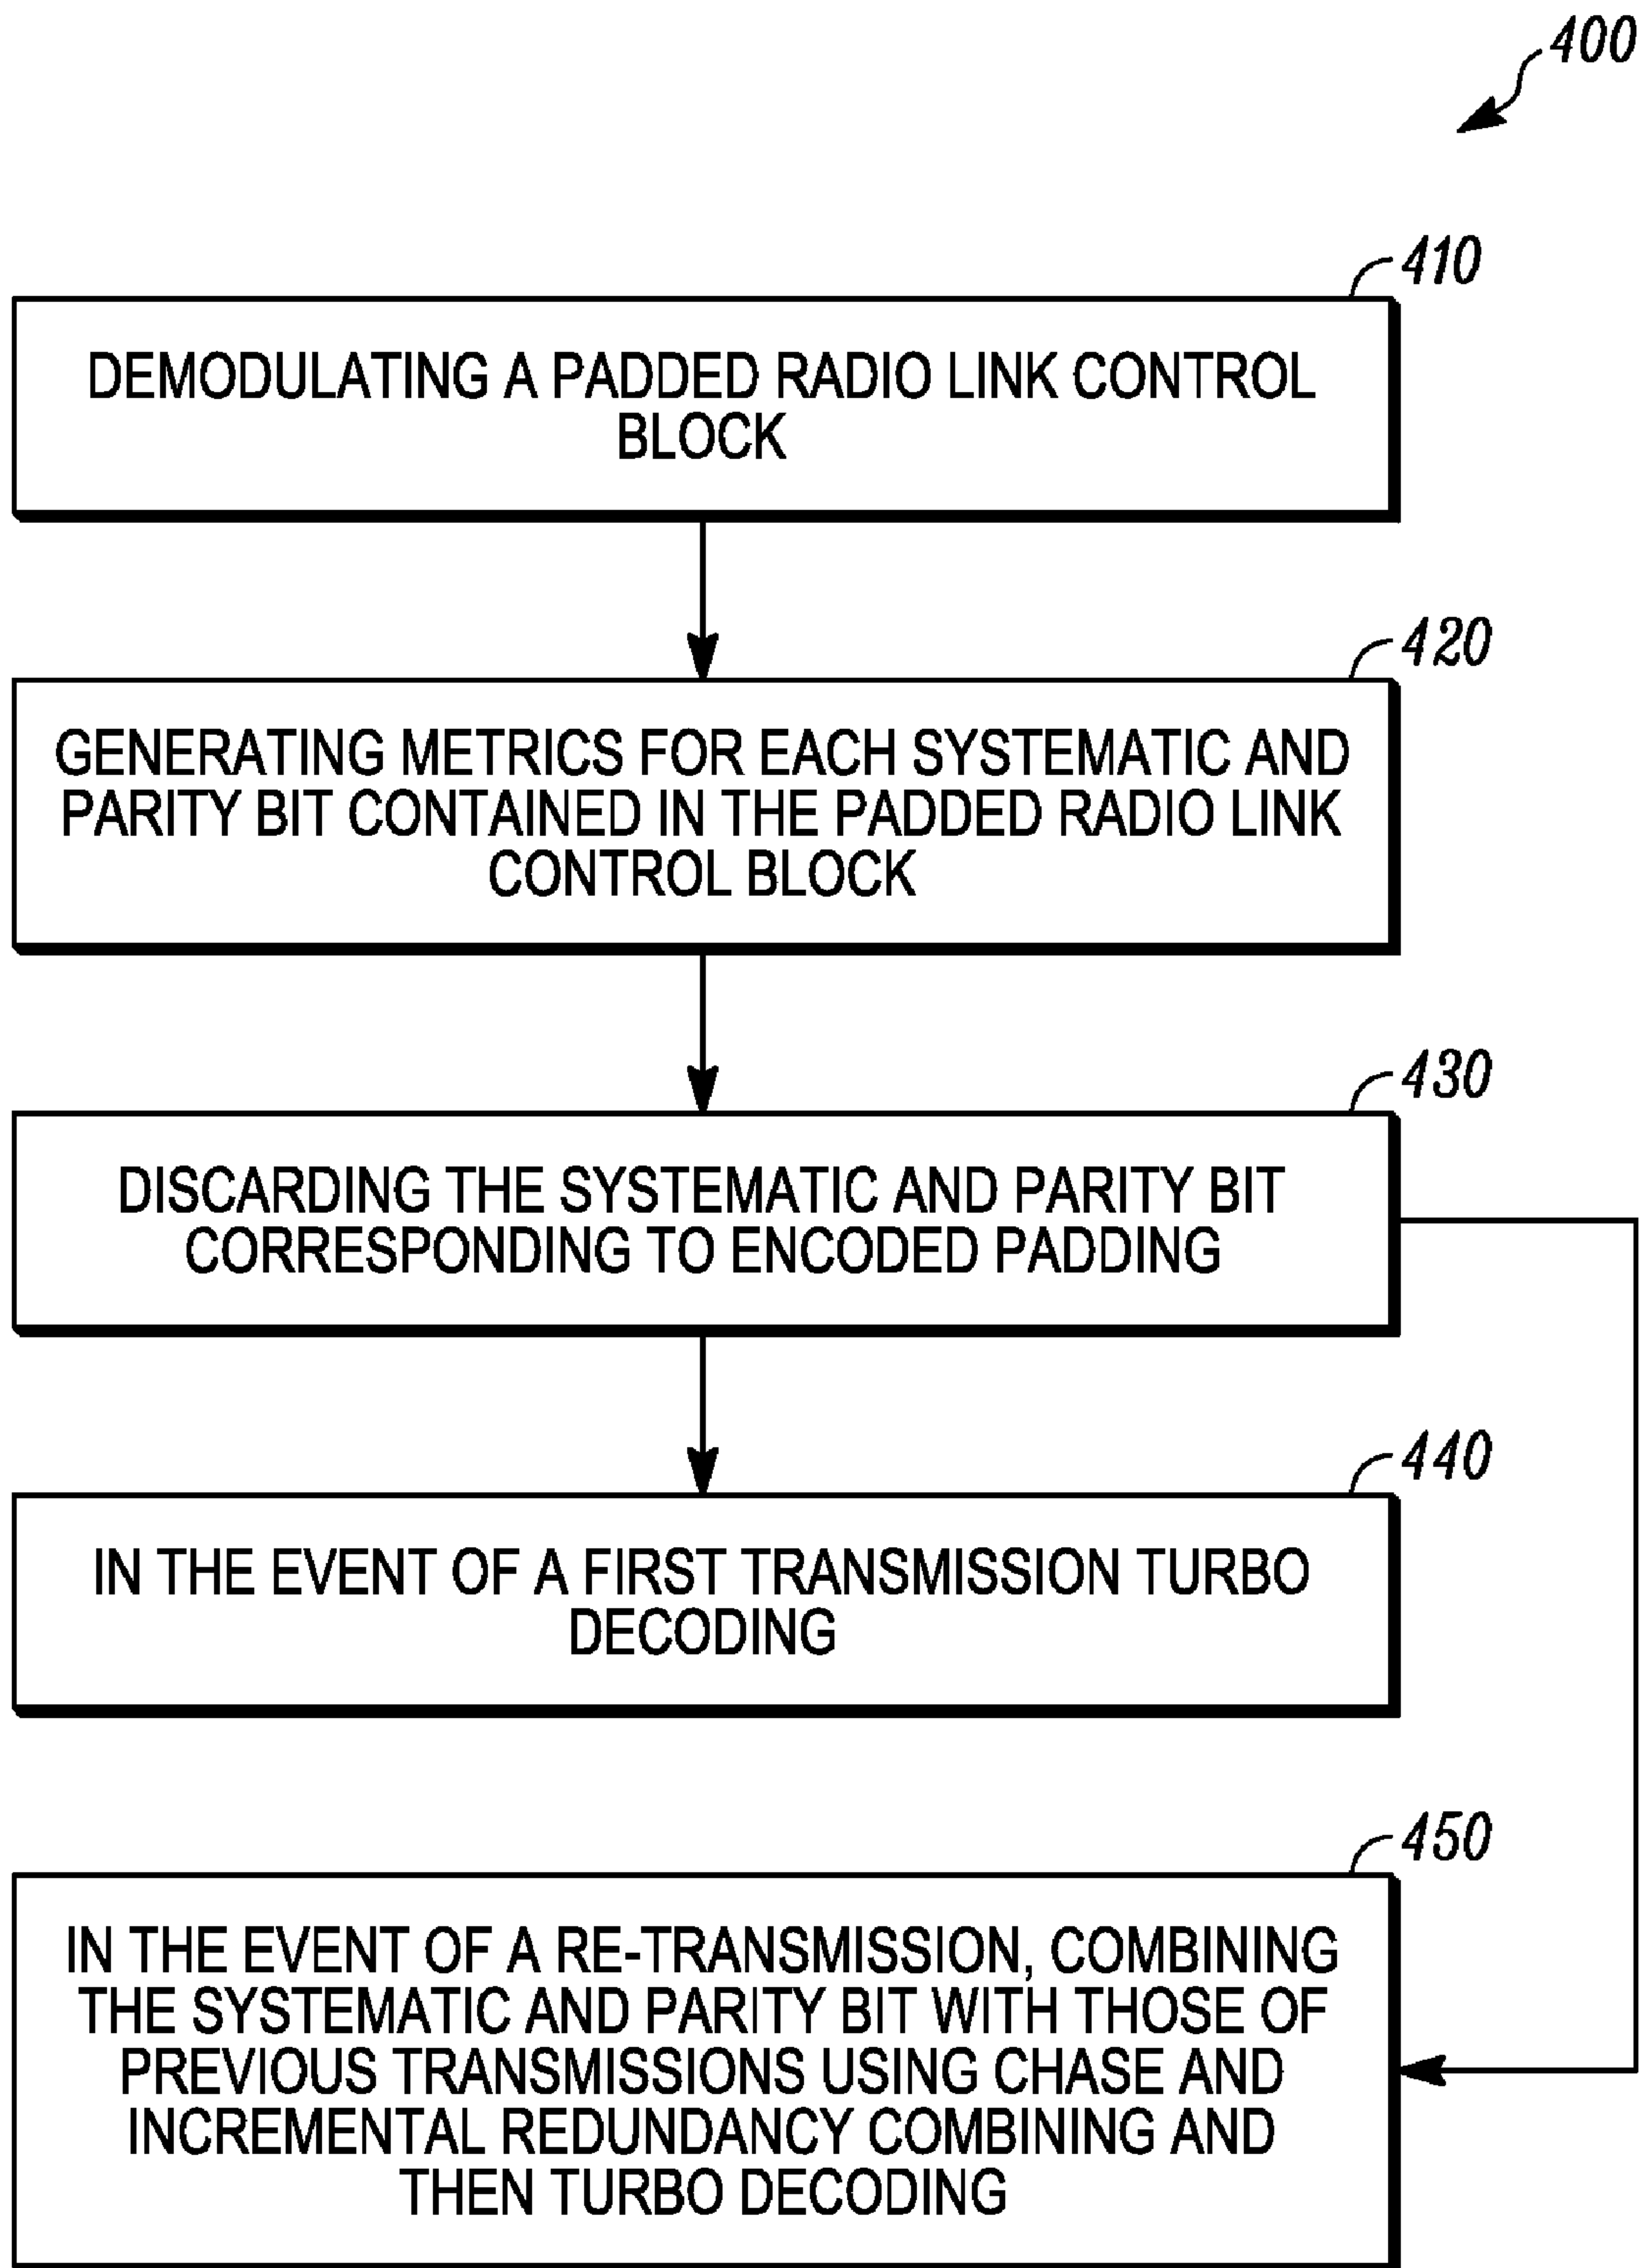 400
410
DEMODULATING A PADDED RADIO LINK CONTROL
BLOCK
420
GENERATING METRICS FOR EACH SYSTEMATIC AND
PARITY BIT CONTAINED IN THE PADDED RADIO LINK
CONTROL BLOCK
430
DISCARDING THE SYSTEMATIC AND PARITY BIT
CORRESPONDING TO ENCODED PADDING
440
IN THE EVENT OF A FIRST TRANSMISSION TURBO
DECODING
450
IN THE EVENT OF A RE-TRANSMISSION, COMBINING
THE SYSTEMATIC AND PARITY BIT WITH THOSE OF
PREVIOUS TRANSMISSIONS USING CHASE AND
INCREMENTAL REDUNDANCY COMBINING AND
THEN TURBO DECODING